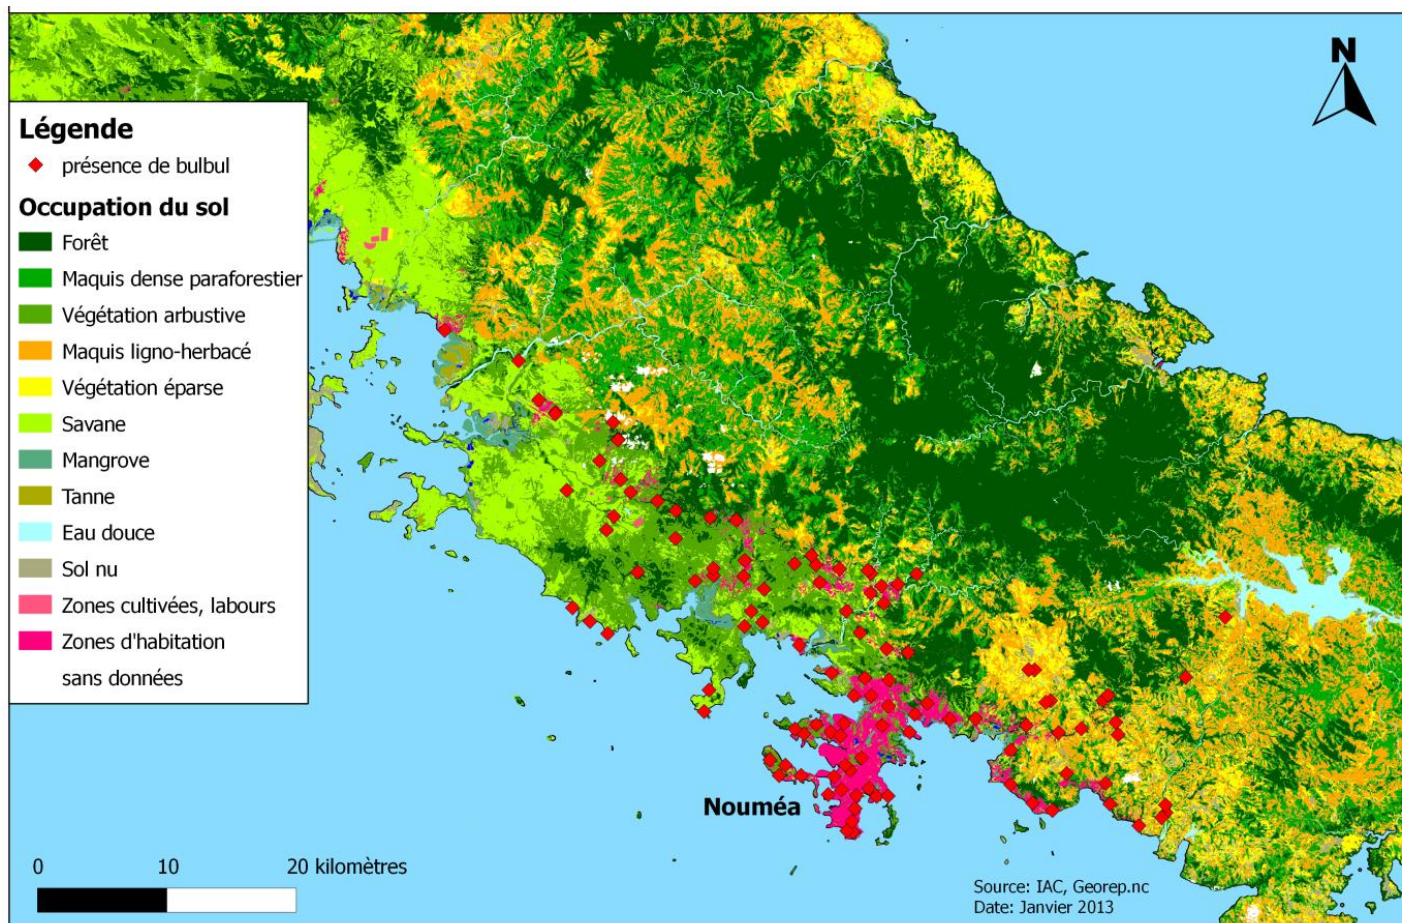 N
Légende
présence de bulbul
Occupation du sol
Forêt
Maquis dense paraforestier
Végétation arbustive
Maquis ligno-herbacé
Végétation éparse
Savane
Mangrove
Tanne
Eau douce
Sol nu
Zones cultivées, labours
Zones d'habitation
sans données
Nouméa
0 10 20 kilomètres
Source: IAC, Georep.nc
Date: Janvier 2013